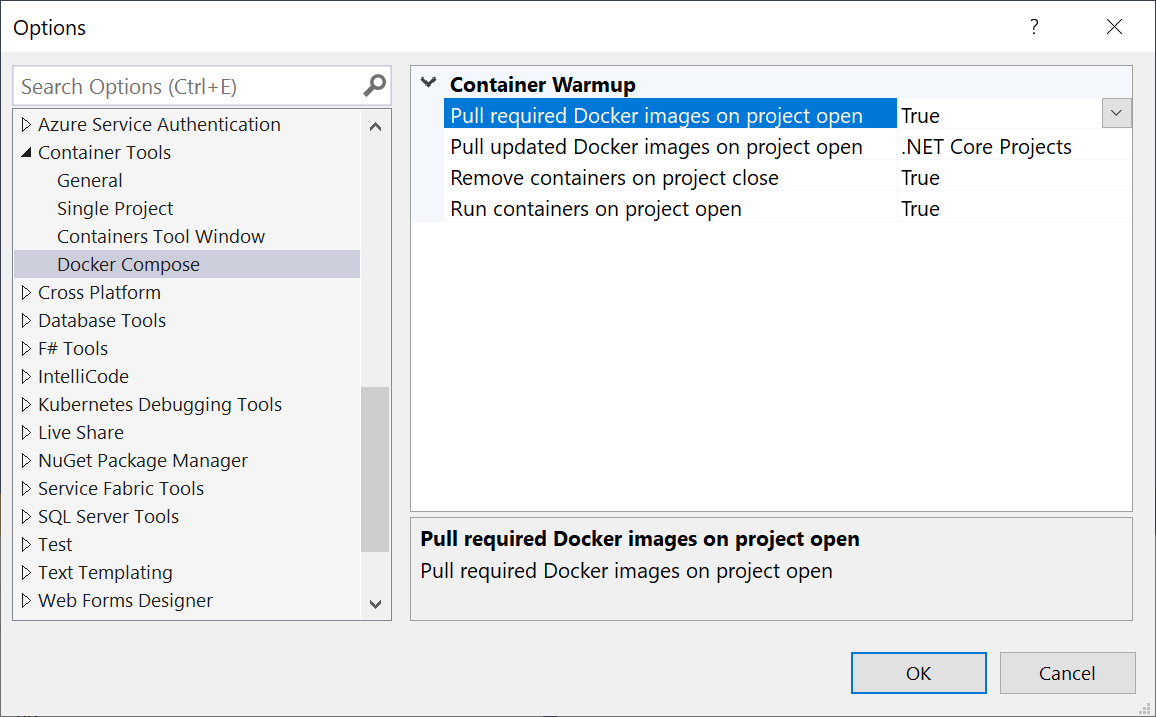 Options
?
Search Options (Ctrl+E)
Azure Service Authentication
Container Tools
General
Single Project
Containers Tool Window
Docker Compose
Cross Platform
Database Tools
F# Tools
IntelliCode
Kubernetes Debugging Tools
Live Share
NuGet Package Manager
Service Fabric Tools
SQL Server Tools
Test
Text Templating
Web Forms Designer
Container Warmup
Pull required Docker images on project open True
Pull updated Docker images on project open .NET Core Projects
Remove containers on project close True
Run containers on project open True
Pull required Docker images on project open
Pull required Docker images on project open
OK Cancel